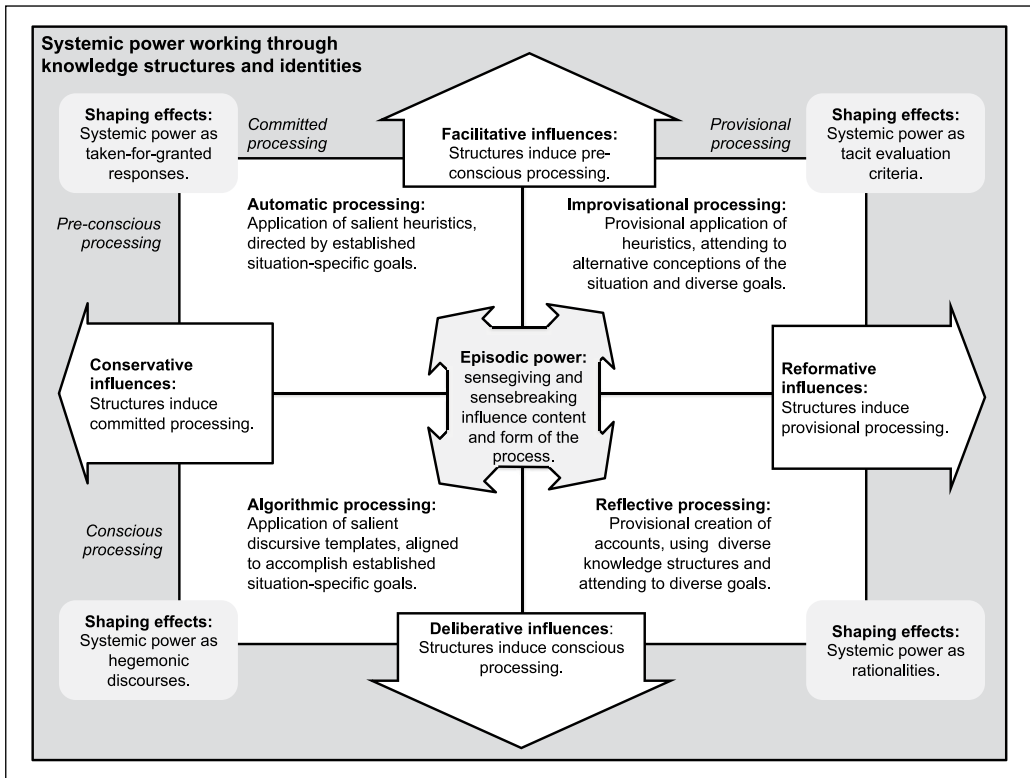 Systemic power working through
knowledge structures and identities
Shaping effects:
Systemic power as
taken-for-granted
responses.
Committed
processing
Facilitative influences:
Structures induce pre-
conscious processing.
Provisional
processing
Shaping effects:
Systemic power as
tacit evaluation
criteria.
Pre-conscious
processing
Automatic processing:
Application of salient heuristics,
directed by established
situation-specific goals.
Improvisational processing:
Provisional application of
heuristics, attending to
alternative conceptions of the
situation and diverse goals.
Conservative
influences:
Structures induce
committed processing.
Episodic power:
sensegiving and
sensebreaking
influence content
and form of the
process.
Reformative
influences:
Structures induce
provisional processing.
Conscious
processing
Algorithmic processing:
Application of salient
discursive templates, aligned
to accomplish established
situation-specific goals.
Reflective processing:
Provisional creation of
accounts, using diverse
knowledge structures and
attending to diverse goals.
Shaping effects:
Systemic power as
hegemonic
discourses.
Deliberative influences:
Structures induce conscious
processing.
Shaping effects:
Systemic power as
rationalities.